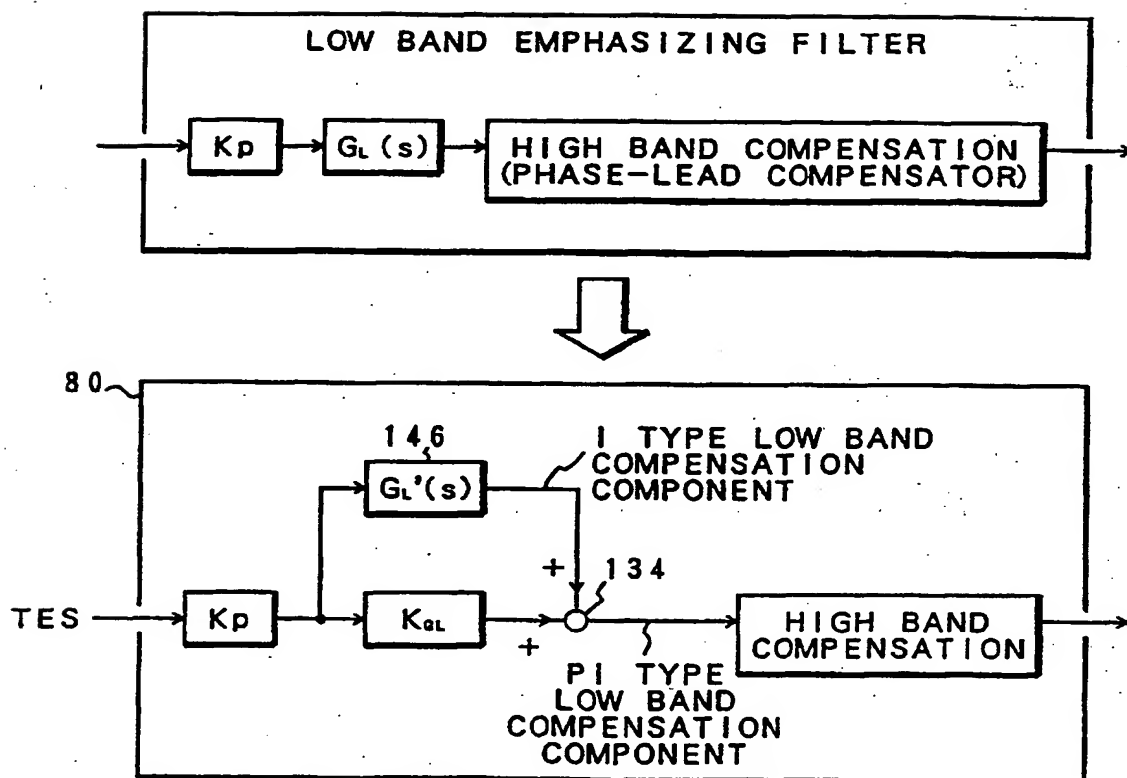 LOW BAND EMPHASIZING FILTER
Kp
GL(s)
HIGH BAND COMPENSATION
(PHASE-LEAD COMPENSATOR)
80
146
GL'(s)
I TYPE LOW BAND
COMPENSATION
COMPONENT
+
134
TES
Kp
KGL
+
HIGH BAND
COMPENSATION
PI TYPE
LOW BAND
COMPENSATION
COMPONENT